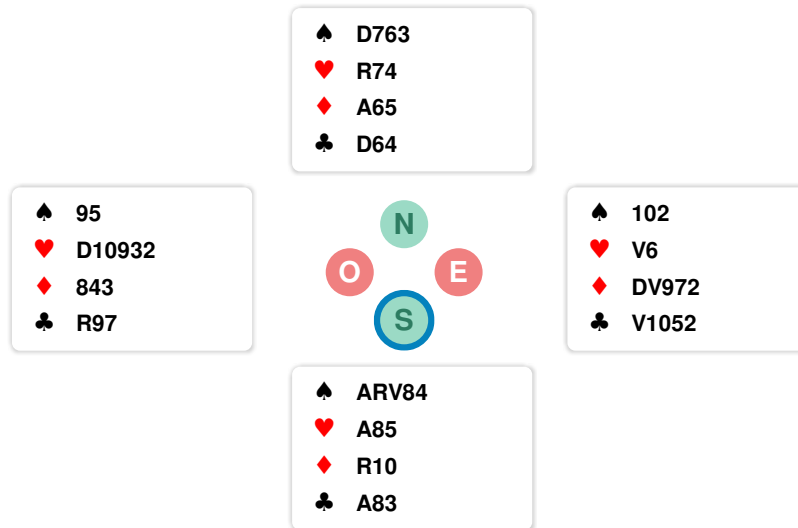 ♠ D763
♥ R74
♦ A65
♣ D64
♠ 95
♥ D10932
♦ 843
♣ R97
N
O E
S
♠ 102
♥ V6
♦ DV972
♣ V1052
♠ ARV84
♥ A85
♦ R10
♣ A83